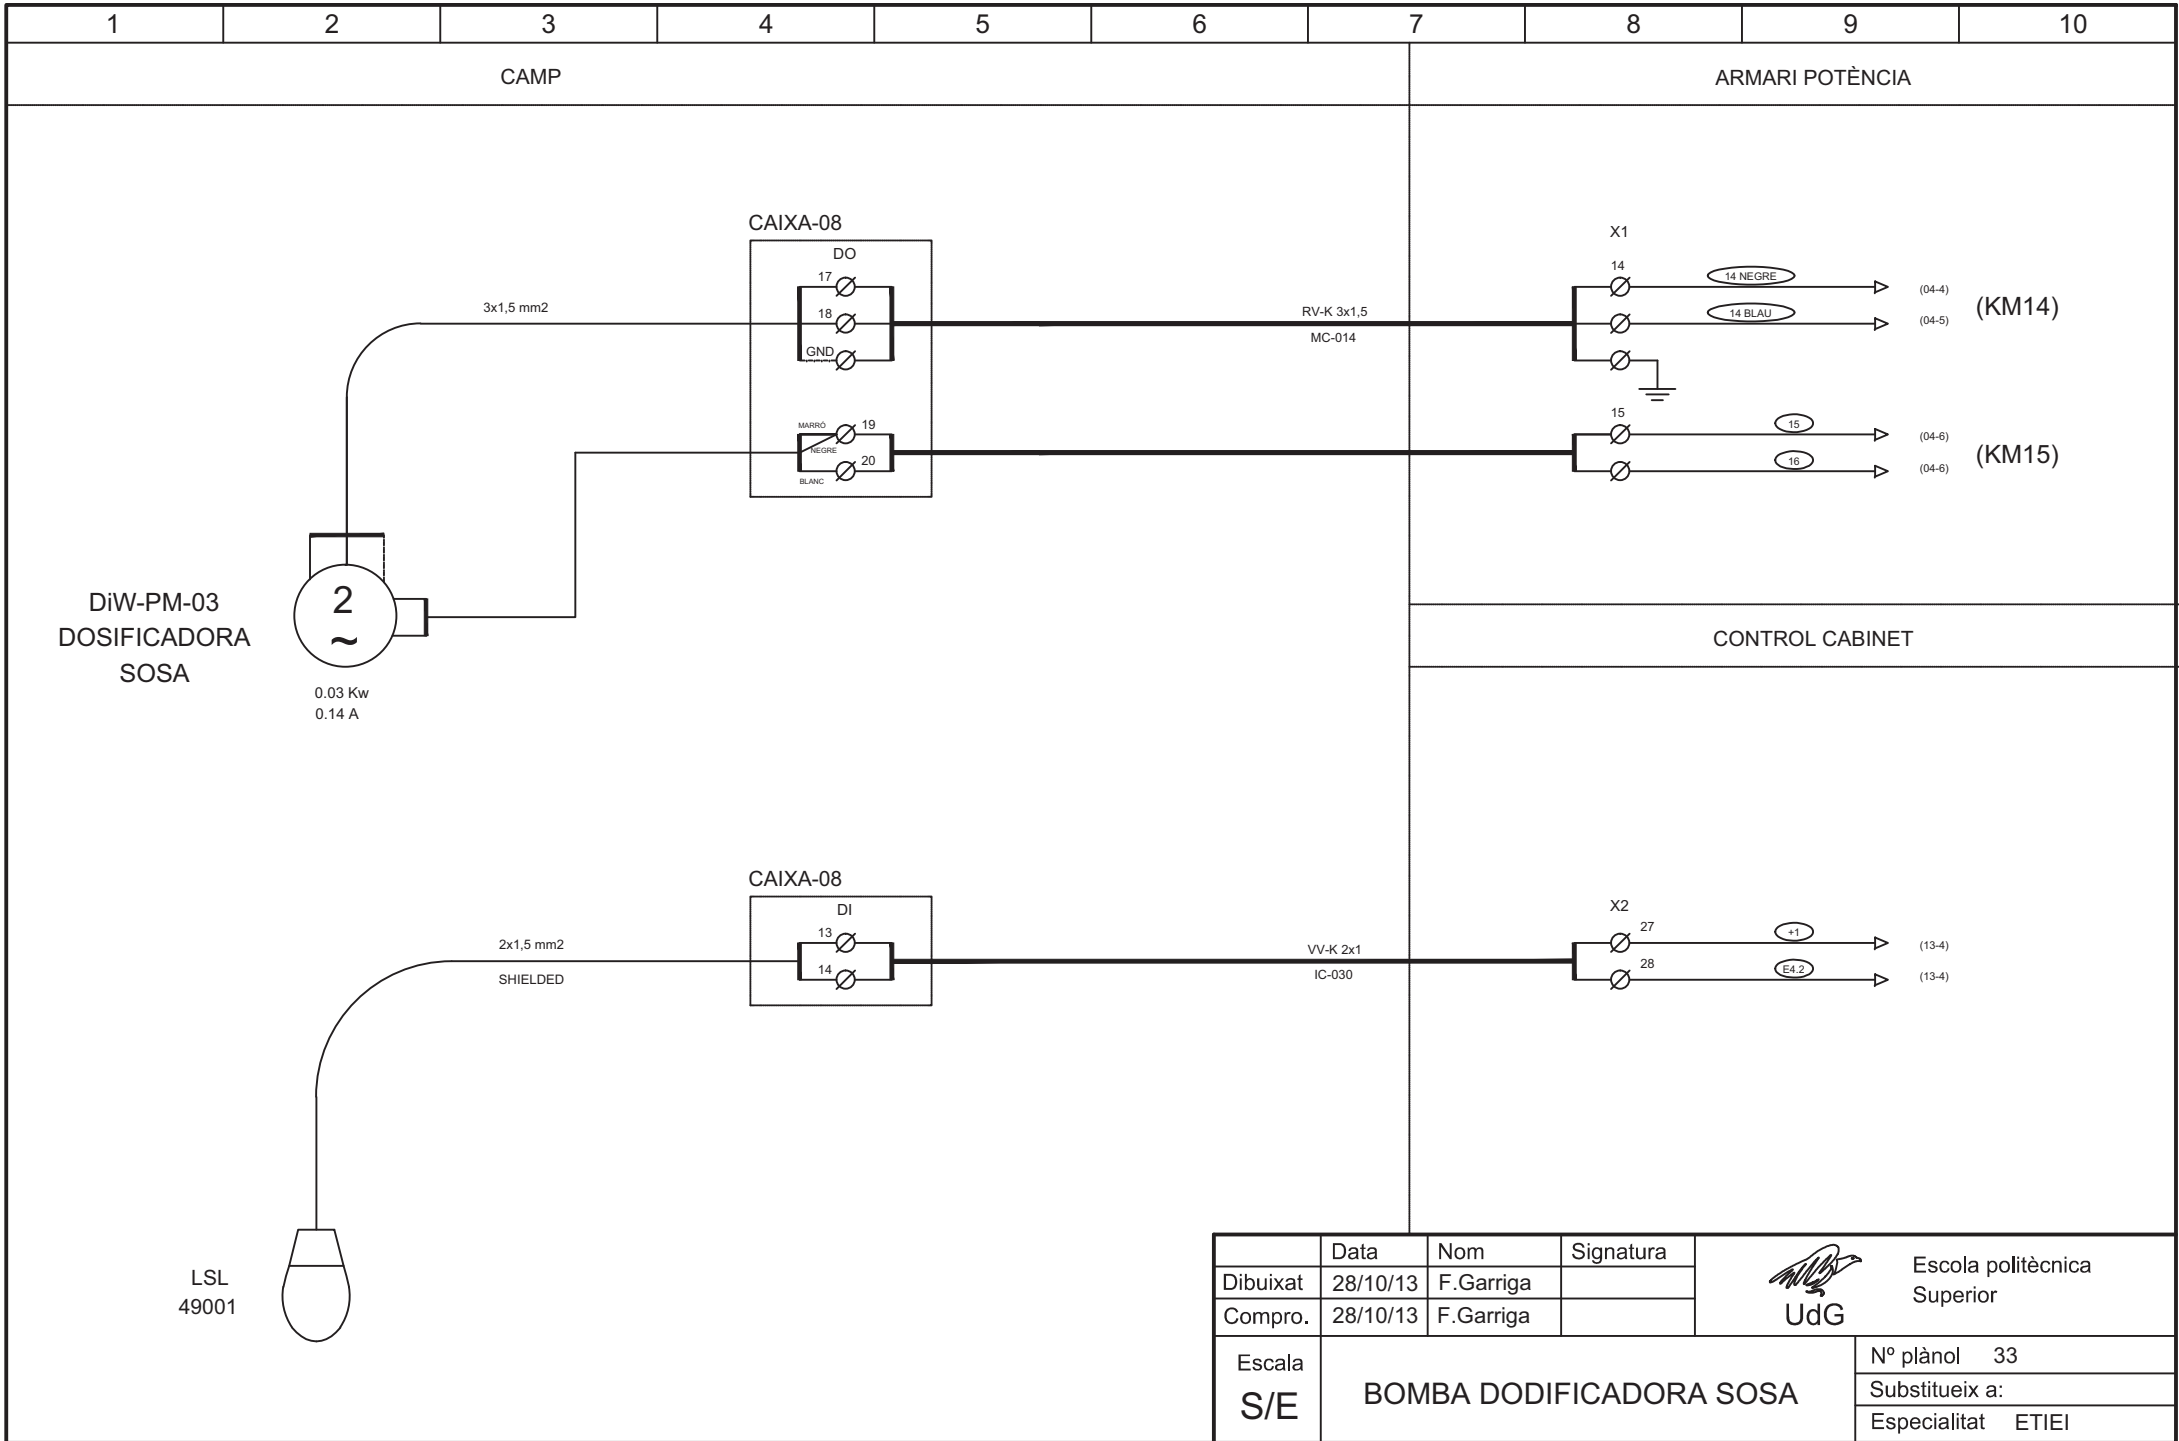 1 2 3 4 5 6 7 8 9 10
CAMP
ARMARI POTÈNCIA
CAIXA-08
DO
17
18
GND
3x1,5 mm2
RV-K 3x1,5
MC-014
X1
14
14 NEGRE
(04-4)
14 BLAU
(04-5)
(KM14)
MARRÓ
19
NEGRE
20
BLANC
15
15
(04-6)
16
(04-6)
(KM15)
DiW-PM-03
DOSIFICADORA
SOSA
2
~
0.03 Kw
0.14 A
CONTROL CABINET
CAIXA-08
DI
13
14
2x1,5 mm2
SHIELDED
VV-K 2x1
IC-030
X2
27
+1
(13-4)
28
E4.2
(13-4)
LSL
49001
Data Nom Signatura
Dibuixat 28/10/13 F.Garriga
Compro. 28/10/13 F.Garriga
UdG
Escola politècnica
Superior
Escala
S/E
BOMBA DODIFICADORA SOSA
Nº plànol 33
Substitueix a:
Especialitat ETIEI